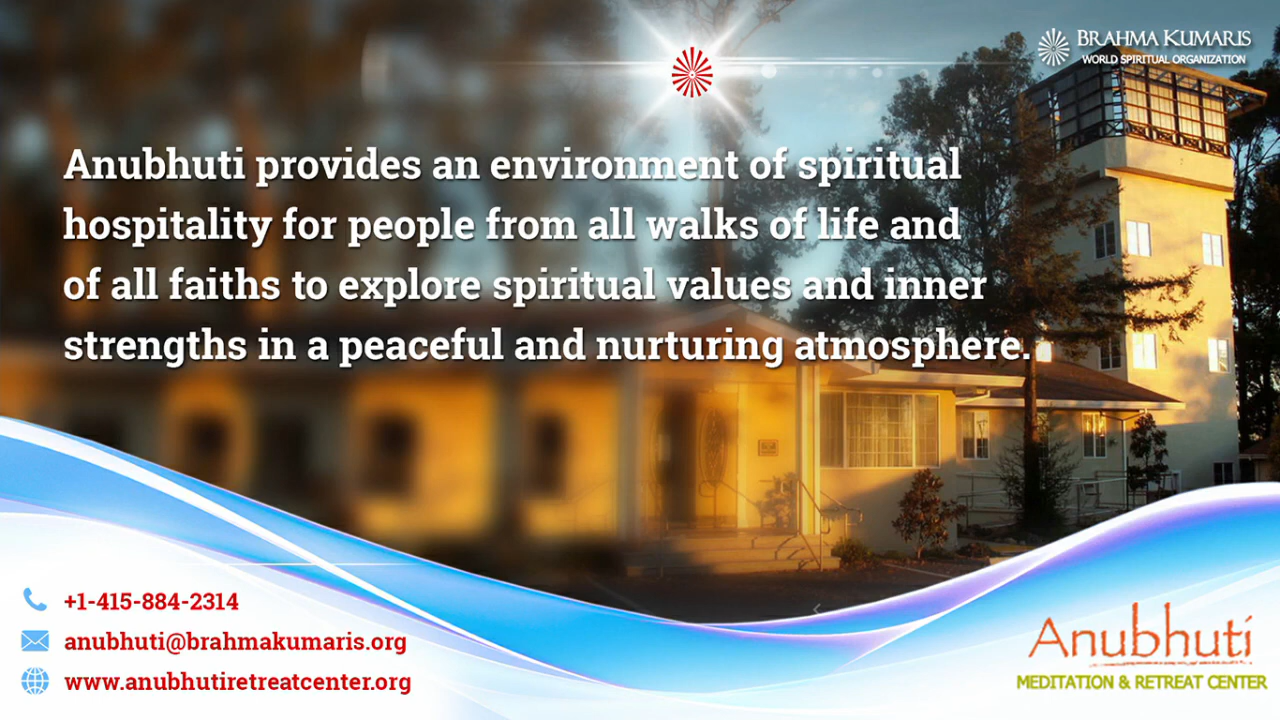 BRAHMA KUMARIS
WORLD SPIRITUAL ORGANIZATION
Anubhuti provides an environment of spiritual
hospitality for people from all walks of life and
of all faiths to explore spiritual values and inner
strengths in a peaceful and nurturing atmosphere.
+1-415-884-2314
anubhuti@brahmakumaris.org
www.anubhutiretreatcenter.org
Anubhuti
MEDITATION & RETREAT CENTER